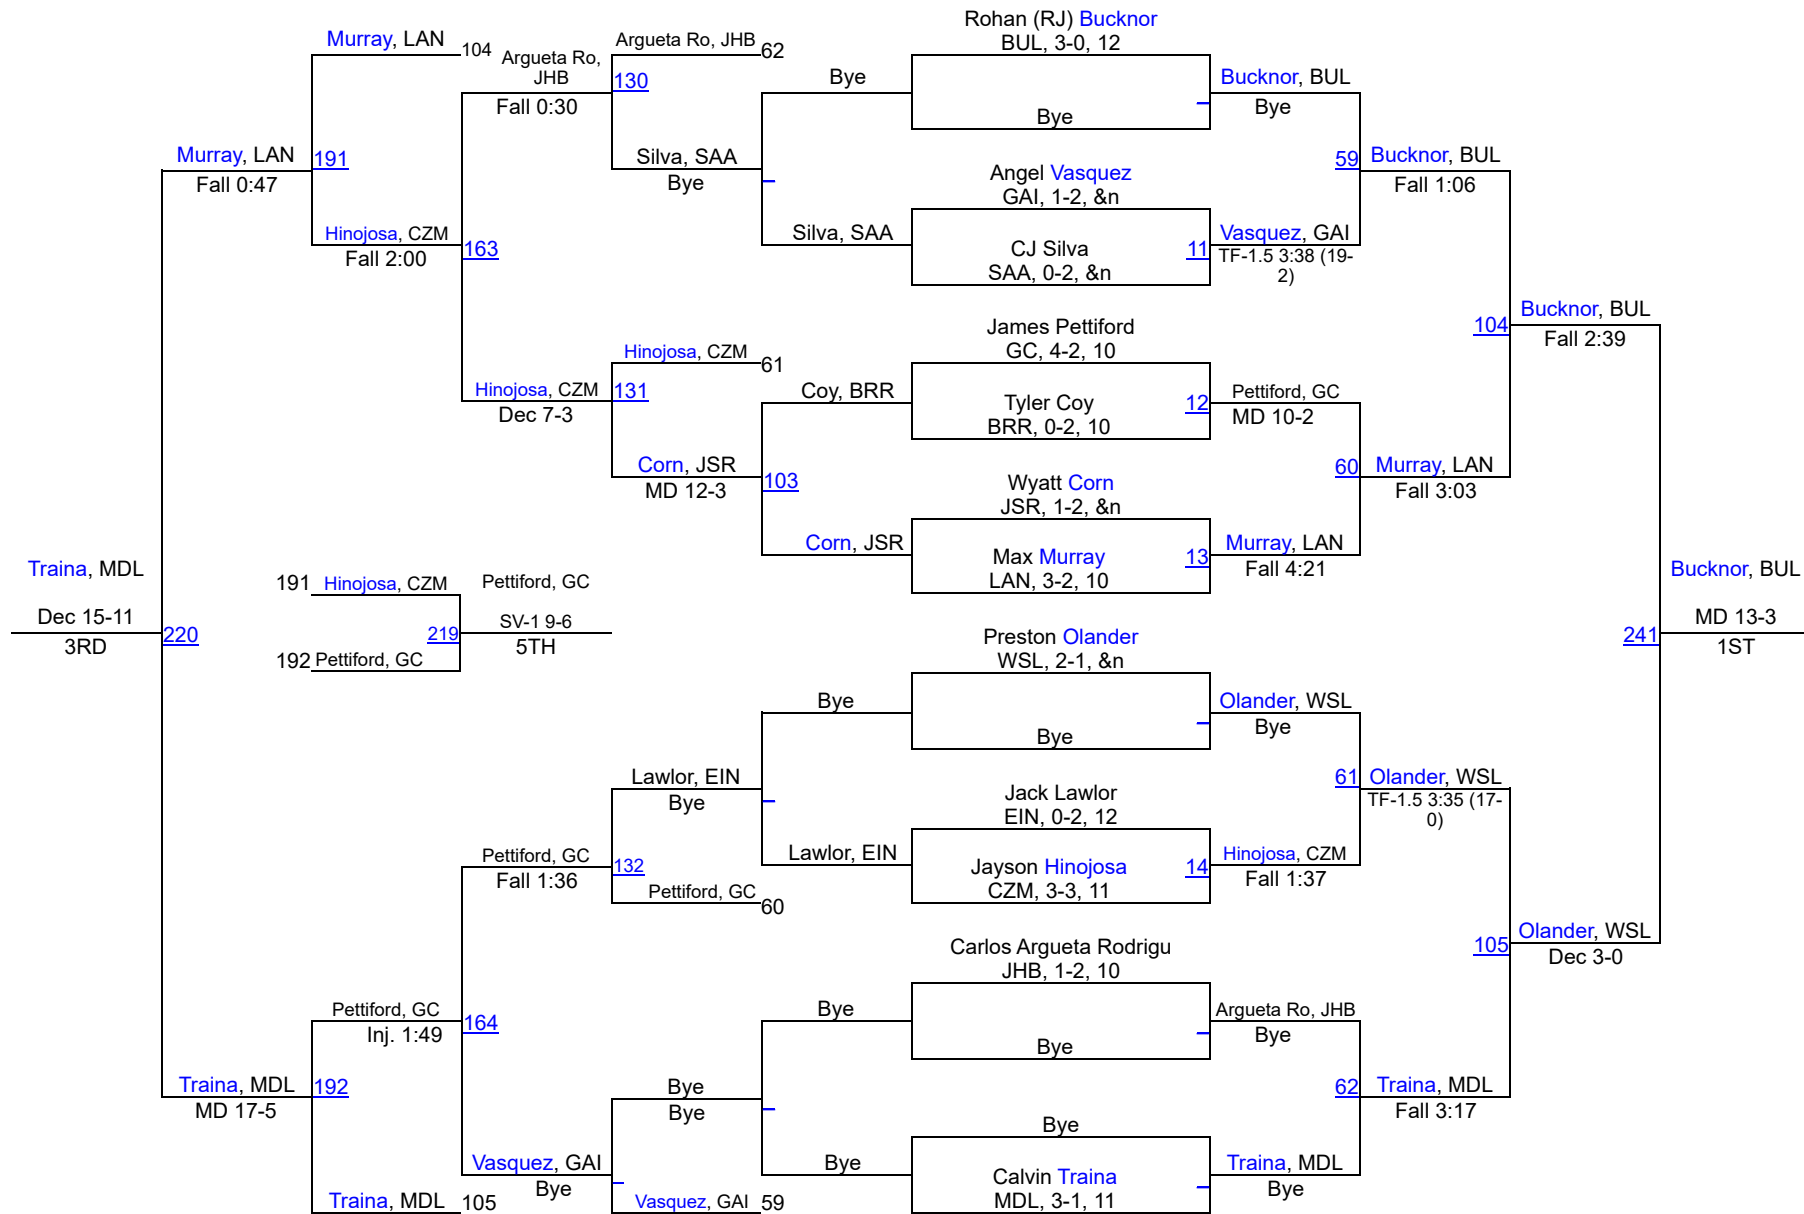 Rohan (RJ) Bucknor
BUL, 3-0, 12
Bye
Angel Vasquez
GAI, 1-2, &n
CJ Silva
SAA, 0-2, &n
11
James Pettiford
GC, 4-2, 10
Tyler Coy
BRR, 0-2, 10
12
Wyatt Corn
JSR, 1-2, &n
Max Murray
LAN, 3-2, 10
13
Preston Olander
WSL, 2-1, &n
Bye
Jack Lawlor
EIN, 0-2, 12
Jayson Hinojosa
CZM, 3-3, 11
14
Carlos Argueta Rodrigu
JHB, 1-2, 10
Bye
Bye
Calvin Traina
MDL, 3-1, 11
Bucknor, BUL
Bye
59
Vasquez, GAI
TF-1.5 3:38 (19-
2)
Pettiford, GC
MD 10-2
60
Murray, LAN
Fall 4:21
Olander, WSL
Bye
61
Hinojosa, CZM
Fall 1:37
Argueta Ro, JHB
Bye
62
Traina, MDL
Bye
Bucknor, BUL
Fall 1:06
104
Murray, LAN
Fall 3:03
Olander, WSL
TF-1.5 3:35 (17-
0)
105
Traina, MDL
Fall 3:17
Bucknor, BUL
Fall 2:39
241
Olander, WSL
Dec 3-0
Bucknor, BUL
MD 13-3
1ST
Bye
Silva, SAA
Coy, BRR
103
Corn, JSR
Bye
Lawlor, EIN
Bye
Bye
Argueta Ro, JHB
62
130
Silva, SAA
Bye
Hinojosa, CZM
61
131
Corn, JSR
MD 12-3
Lawlor, EIN
Bye
132
Pettiford, GC
60
Bye
Bye
Vasquez, GAI
59
Argueta Ro,
JHB
Fall 0:30
163
Hinojosa, CZM
Dec 7-3
Pettiford, GC
Fall 1:36
164
Vasquez, GAI
Bye
Murray, LAN
104
191
Hinojosa, CZM
Fall 2:00
Pettiford, GC
Inj. 1:49
192
Traina, MDL
105
Murray, LAN
Fall 0:47
220
Traina, MDL
MD 17-5
Traina, MDL
Dec 15-11
3RD
191
Hinojosa, CZM
219
192
Pettiford, GC
Pettiford, GC
SV-1 9-6
5TH